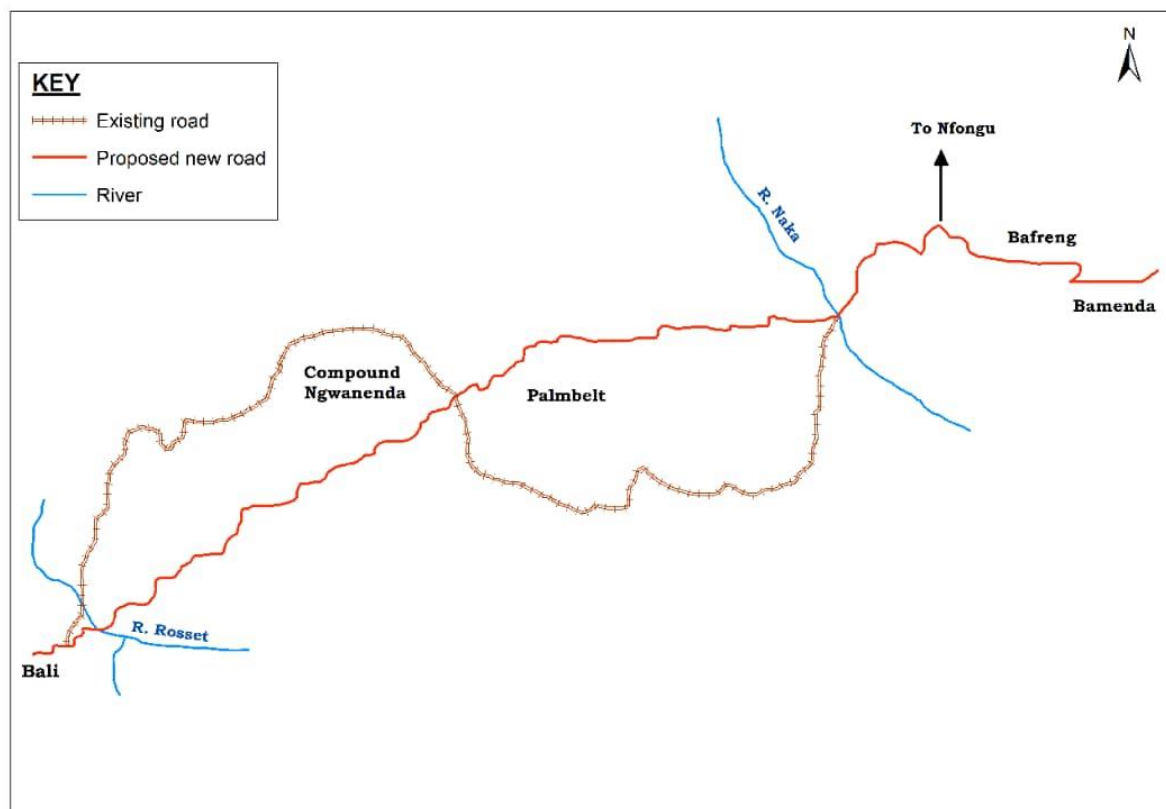 N
KEY
Existing road
Proposed new road
River
To Nfongu
R. Naka
Bafreng
Bamenda
Compound
Ngwanenda
Palmbelt
R. Rosset
Bali